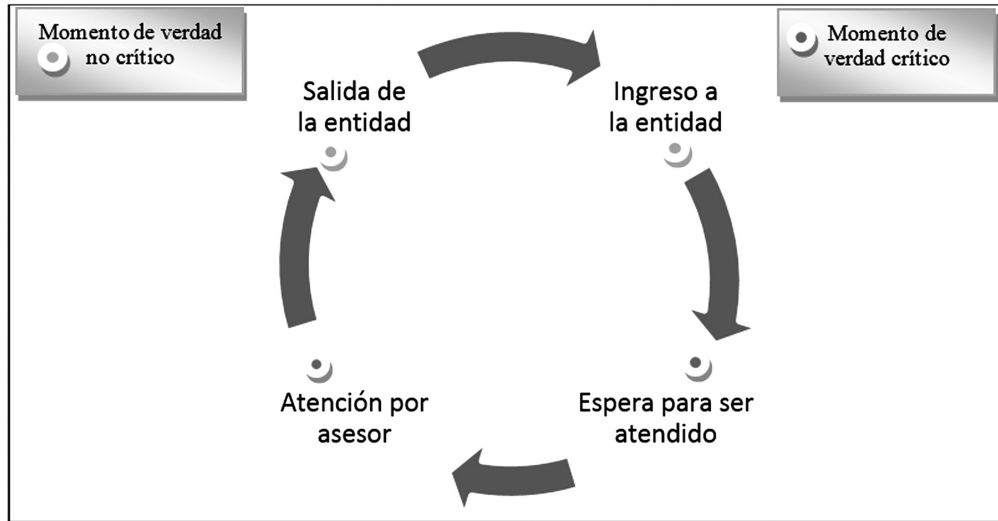 Momento de verdad
no crítico
Momento de
verdad crítico
Salida de
la entidad
Ingreso a
la entidad
Atención por
asesor
Espera para ser
atendido